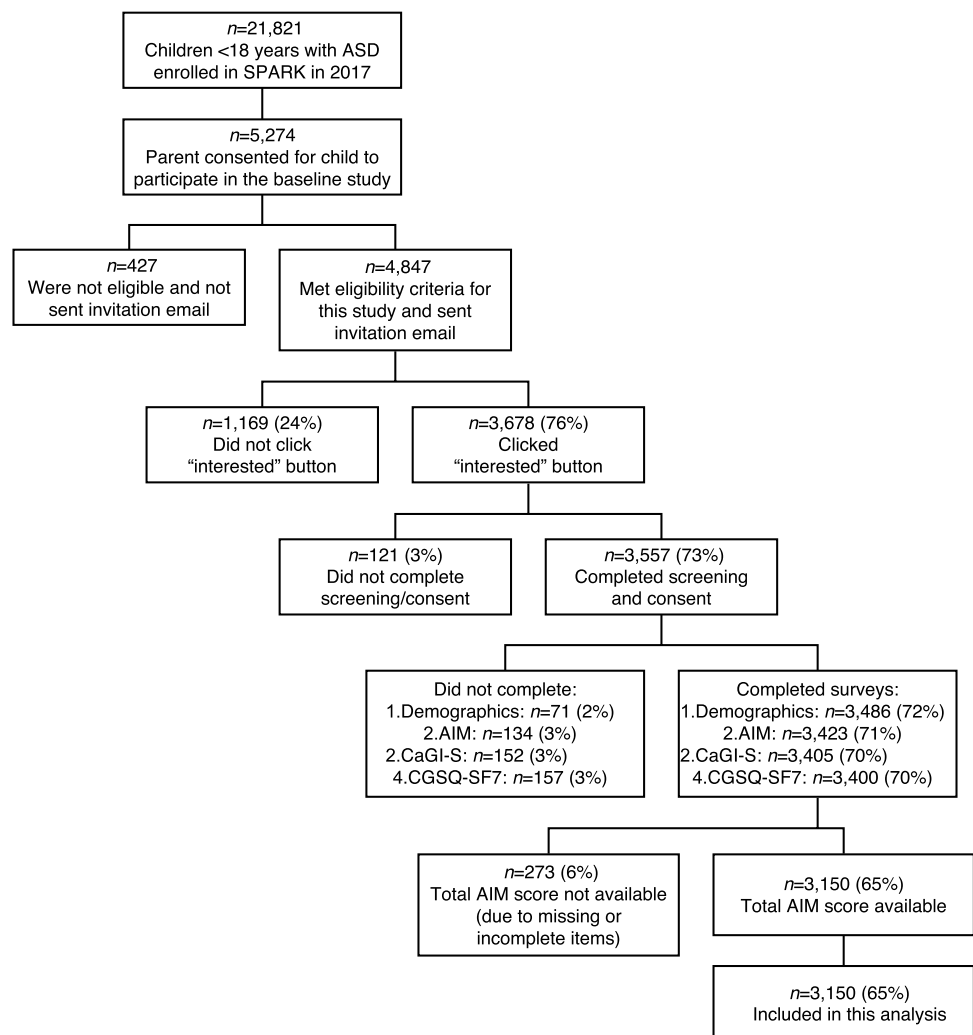 n=21,821
Children <18 years with ASD
enrolled in SPARK in 2017
n=5,274
Parent consented for child to
participate in the baseline study
n=427
Were not eligible and not
sent invitation email
n=4,847
Met eligibility criteria for
this study and sent
invitation email
n=1,169 (24%)
Did not click
“interested” button
n=3,678 (76%)
Clicked
“interested” button
n=121 (3%)
Did not complete
screening/consent
n=3,557 (73%)
Completed screening
and consent
Did not complete:
1.Demographics: n=71 (2%)
2.AIM: n=134 (3%)
2.CaGI-S: n=152 (3%)
4.CGSQ-SF7: n=157 (3%)
Completed surveys:
1.Demographics: n=3,486 (72%)
2.AIM: n=3,423 (71%)
2.CaGI-S: n=3,405 (70%)
4.CGSQ-SF7: n=3,400 (70%)
n=273 (6%)
Total AIM score not available
(due to missing or
incomplete items)
n=3,150 (65%)
Total AIM score available
n=3,150 (65%)
Included in this analysis